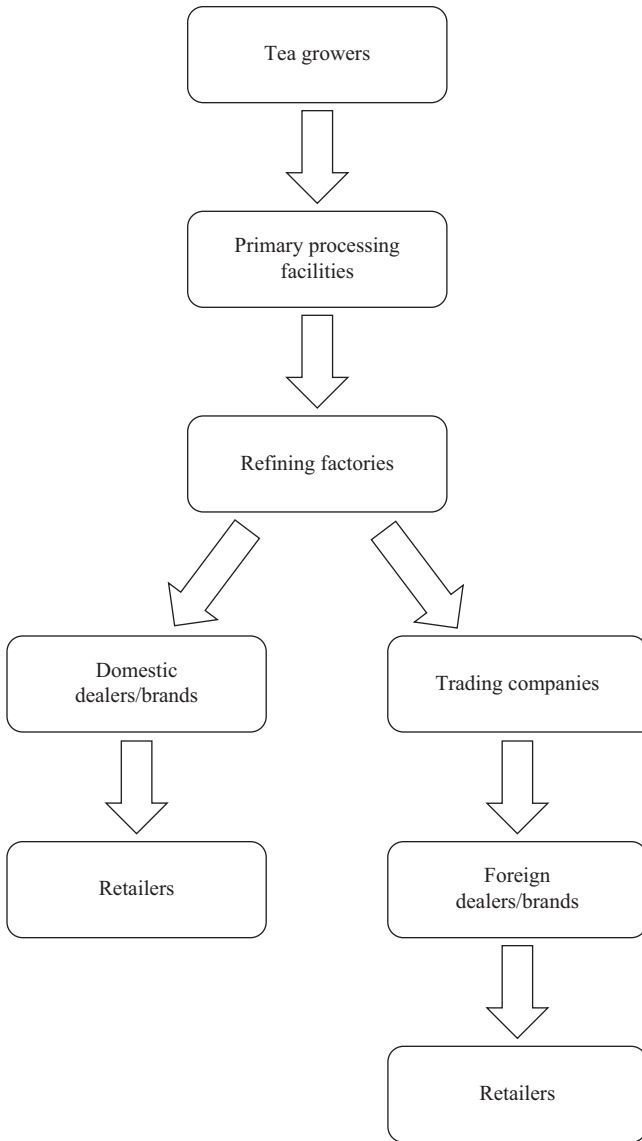 Tea growers
Primary processing
facilities
Refining factories
Domestic
dealers/brands
Trading companies
Retailers
Foreign
dealers/brands
Retailers